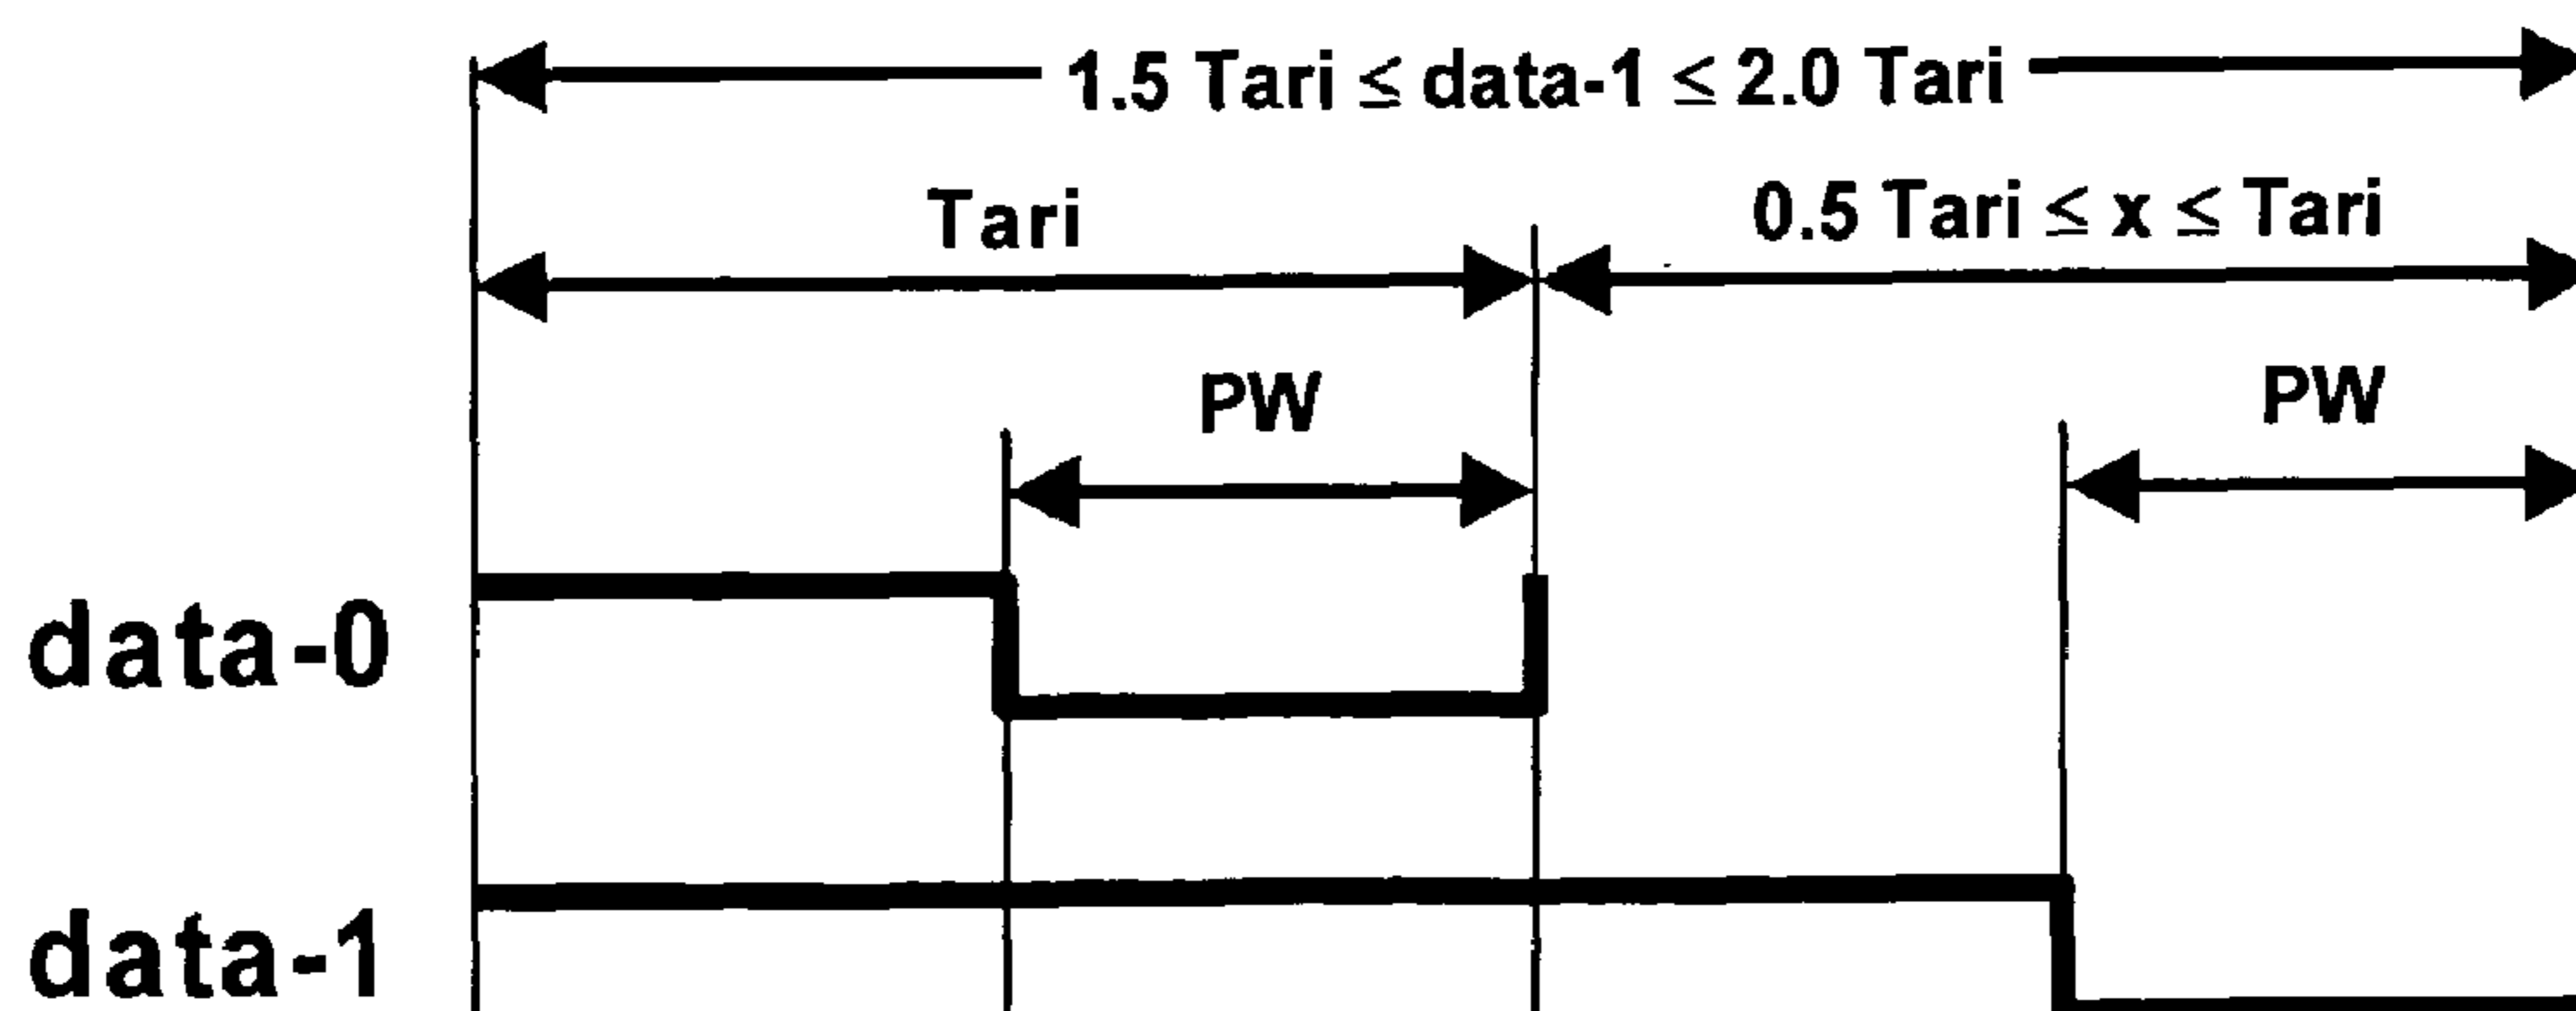 1.5 Tari ≤ data-1 ≤ 2.0 Tari
Tari
0.5 Tari ≤ x ≤ Tari
PW
PW
data-0
data-1